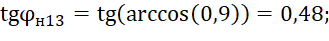 tgφн13 = tg(arccos(0,9)) = 0,48;